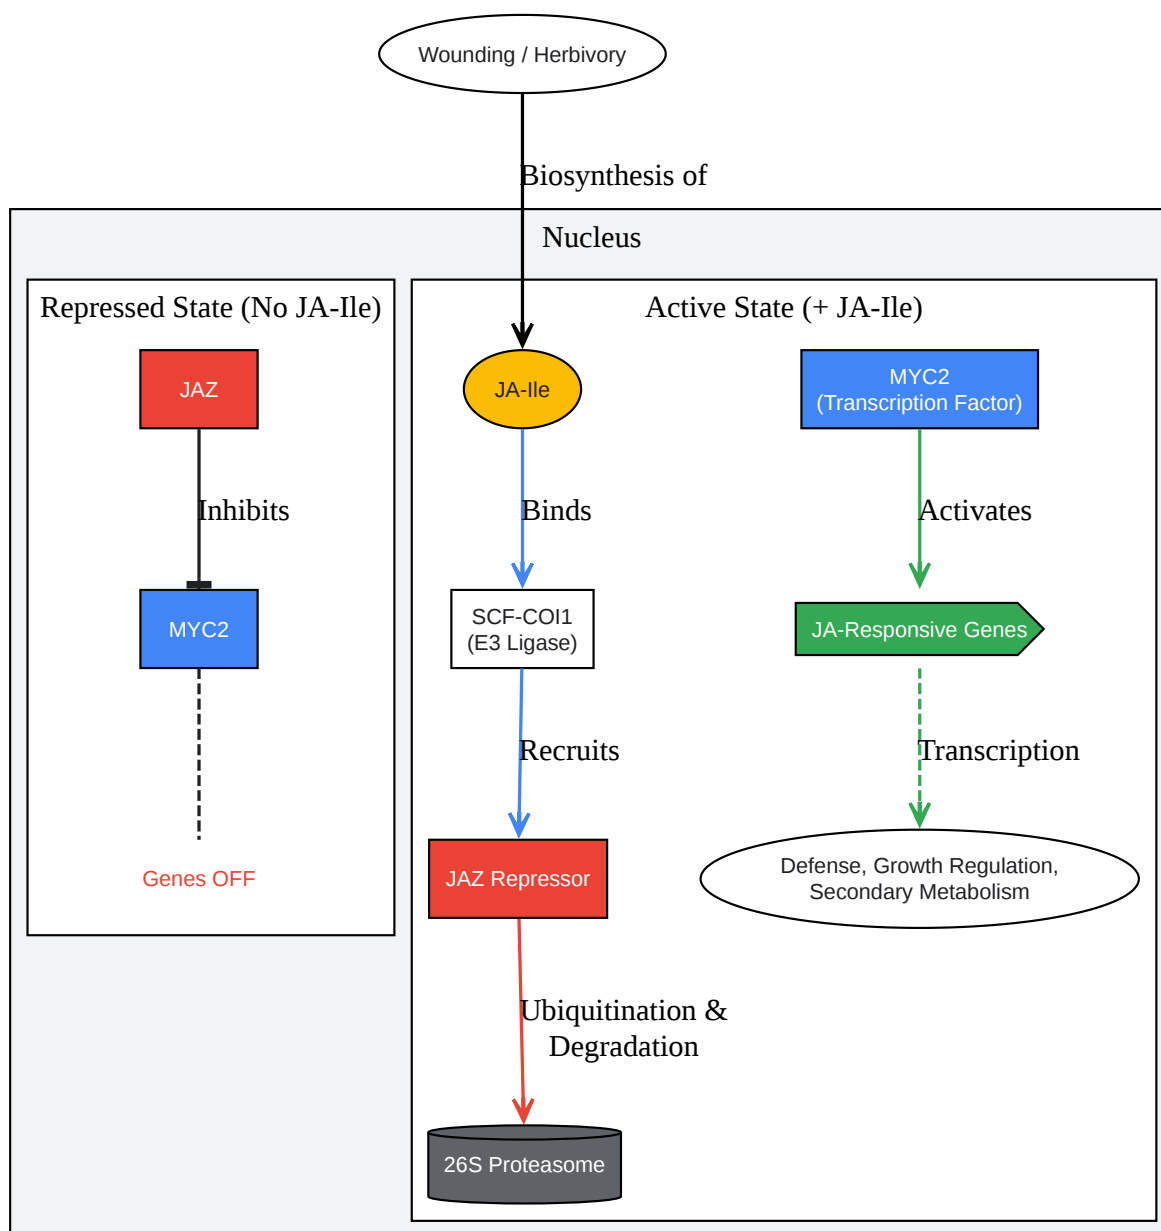 Wounding / Herbivory
Biosynthesis of
Nucleus
Repressed State (No JA-Ile)
JAZ
Inhibits
MYC2
Genes OFF
Active State (+ JA-Ile)
JA-Ile
Binds
SCF-COI1
(E3 Ligase)
Recruits
JAZ Repressor
Ubiquitination &
Degradation
26S Proteasome
MYC2
(Transcription Factor)
Activates
JA-Responsive Genes
Transcription
Defense, Growth Regulation,
Secondary Metabolism